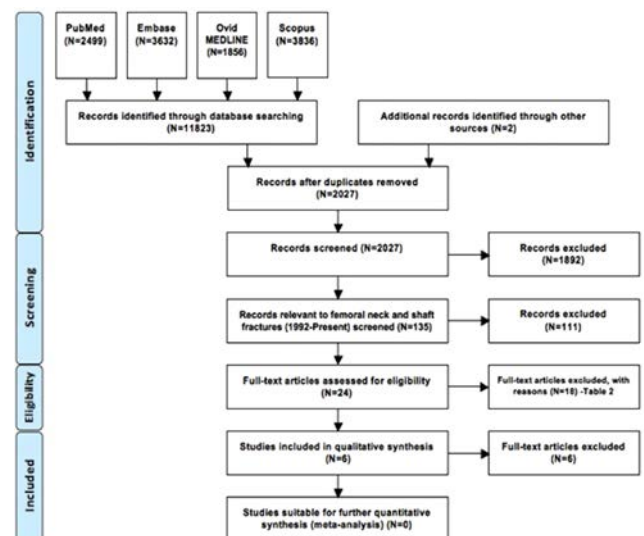 PubMed
(N=2499)
Embase
(N=3632)
Ovid
MEDLINE
(N=1856)
Scopus
(N=3836)
Identification
Records identified through database searching
(N=11823)
Additional records identified through other
sources (N=2)
Records after duplicates removed
(N=2027)
Screening
Records screened (N=2027)
Records excluded
(N=1892)
Records relevant to femoral neck and shaft
fractures (1992-Present) screened (N=135)
Records excluded
(N=111)
Eligibility
Full-text articles assessed for eligibility
(N=24)
Full-text articles excluded, with
reasons (N=18) -Table 2
Included
Studies included in qualitative synthesis
(N=6)
Full-text articles excluded
(N=6)
Studies suitable for further quantitative
synthesis (meta-analysis) (N=0)